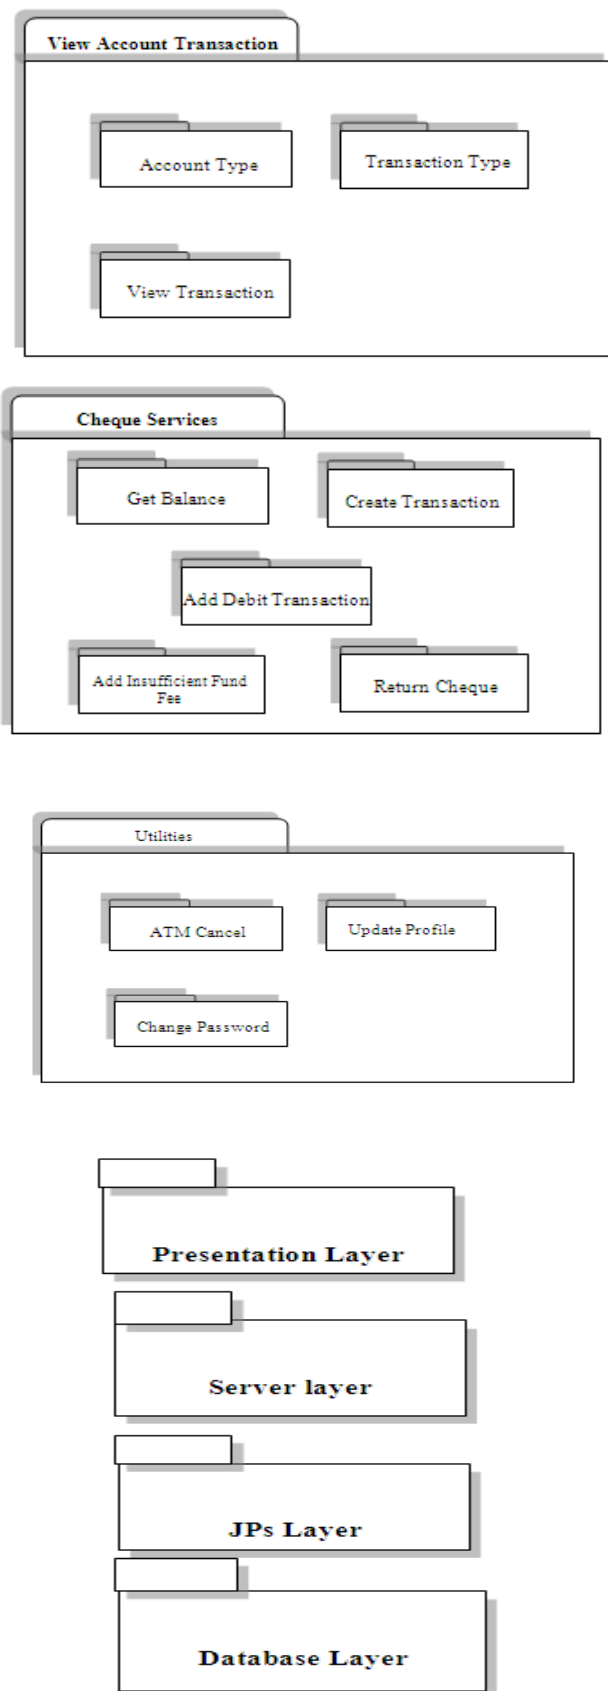 View Account Transaction
Account Type
Transaction Type
View Transaction
Cheque Services
Get Balance
Create Transaction
Add Debit Transaction
Add Insufficient Fund
Fee
Return Cheque
Utilities
ATM Cancel
Update Profile
Change Password
Presentation Layer
Server layer
JPs Layer
Database Layer